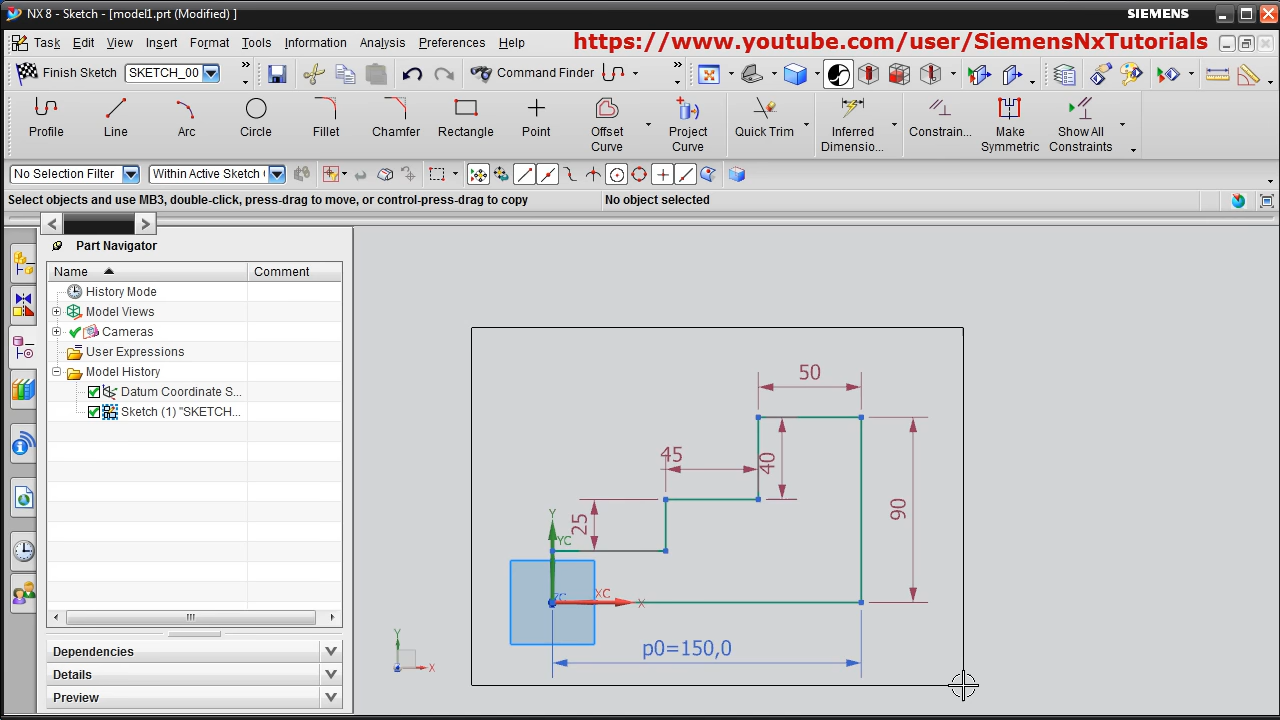 NX 8 - Sketch - [model1.prt (Modified) ]
SIEMENS
Task Edit View Insert Format Tools Information Analysis Preferences Help
https://www.youtube.com/user/SiemensNxTutorials
Finish Sketch SKETCH_00 Command Finder
Profile Line Arc Circle Fillet Chamfer Rectangle Point Offset Curve Project Curve Quick Trim Inferred Dimensio... Constrain... Make Symmetric Show All Constraints
No Selection Filter Within Active Sketch
Select objects and use MB3, double-click, press-drag to move, or control-press-drag to copy
No object selected
Part Navigator
Name Comment
History Mode
Model Views
Cameras
User Expressions
Model History
Datum Coordinate S...
Sketch (1) "SKETCH...
Dependencies
Details
Preview
50
45
40
90
25
Y
YC
XC
X
ZC
p0=150,0
Y
X